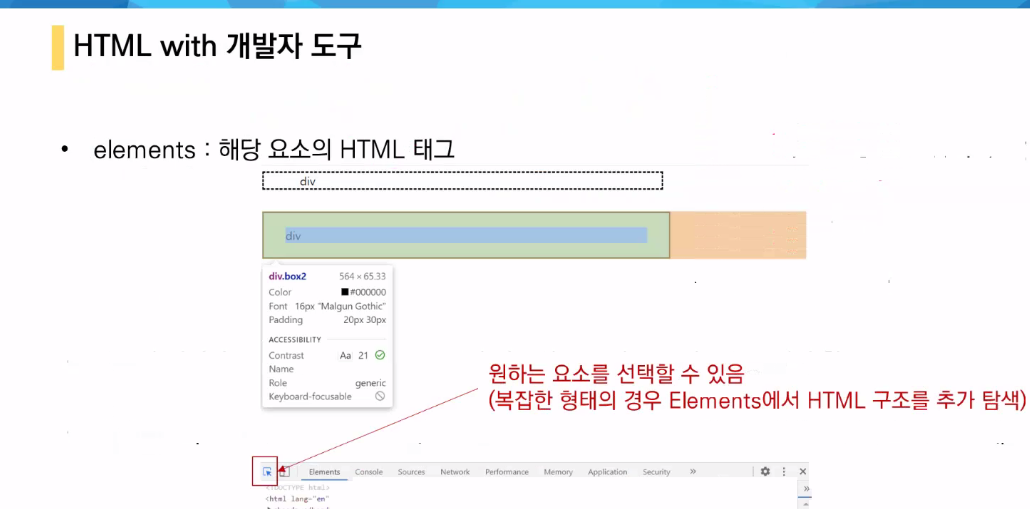 HTML with 개발자 도구
• elements : 해당 요소의 HTML 태그
div
div
div.box2 564 × 65.33
Color #000000
Font 16px "Malgun Gothic"
Padding 20px 30px
ACCESSIBILITY
Contrast Aa 21
Name
Role generic
Keyboard-focusable
원하는 요소를 선택할 수 있음
(복잡한 형태의 경우 Elements에서 HTML 구조를 추가 탐색)
Elements Console Sources Network Performance Memory Application Security »
<!DOCTYPE html> »
<html lang="en"